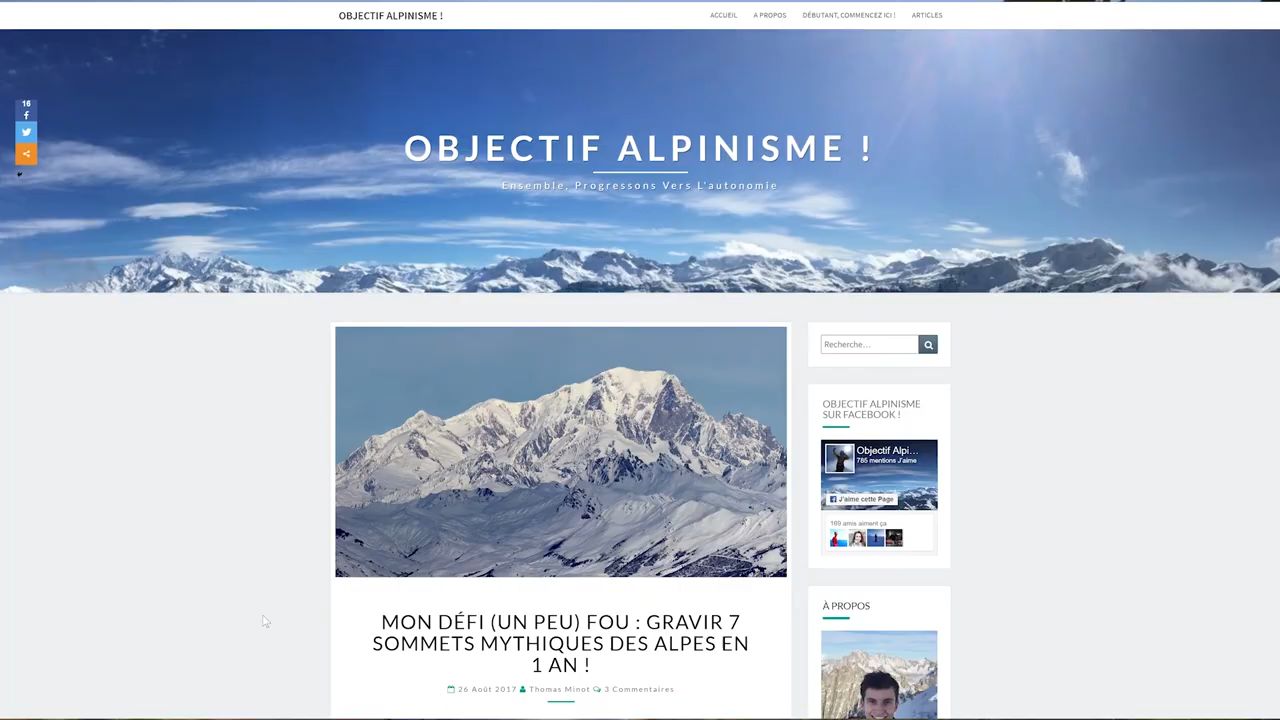 OBJECTIF ALPINISME !
ACCUEIL A PROPOS DÉBUTANT, COMMENCEZ ICI ! ARTICLES
16
OBJECTIF ALPINISME !
Ensemble, Progressons Vers L'autonomie
Recherche…
OBJECTIF ALPINISME
SUR FACEBOOK !
Objectif Alpi…
785 mentions J'aime
J'aime cette Page
169 amis aiment ça
MON DÉFI (UN PEU) FOU : GRAVIR 7
SOMMETS MYTHIQUES DES ALPES EN
1 AN !
26 Août 2017 Thomas Minot 3 Commentaires
À PROPOS